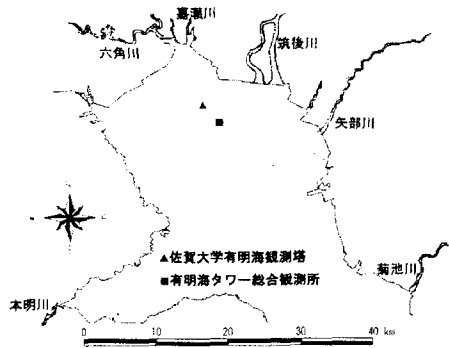 嘉瀬川
六角川
筑後川
矢部川
▲佐賀大学有明海観測塔
■有明海タワー総合観測所
菊池川
本明川
0 10 20 30 40 km